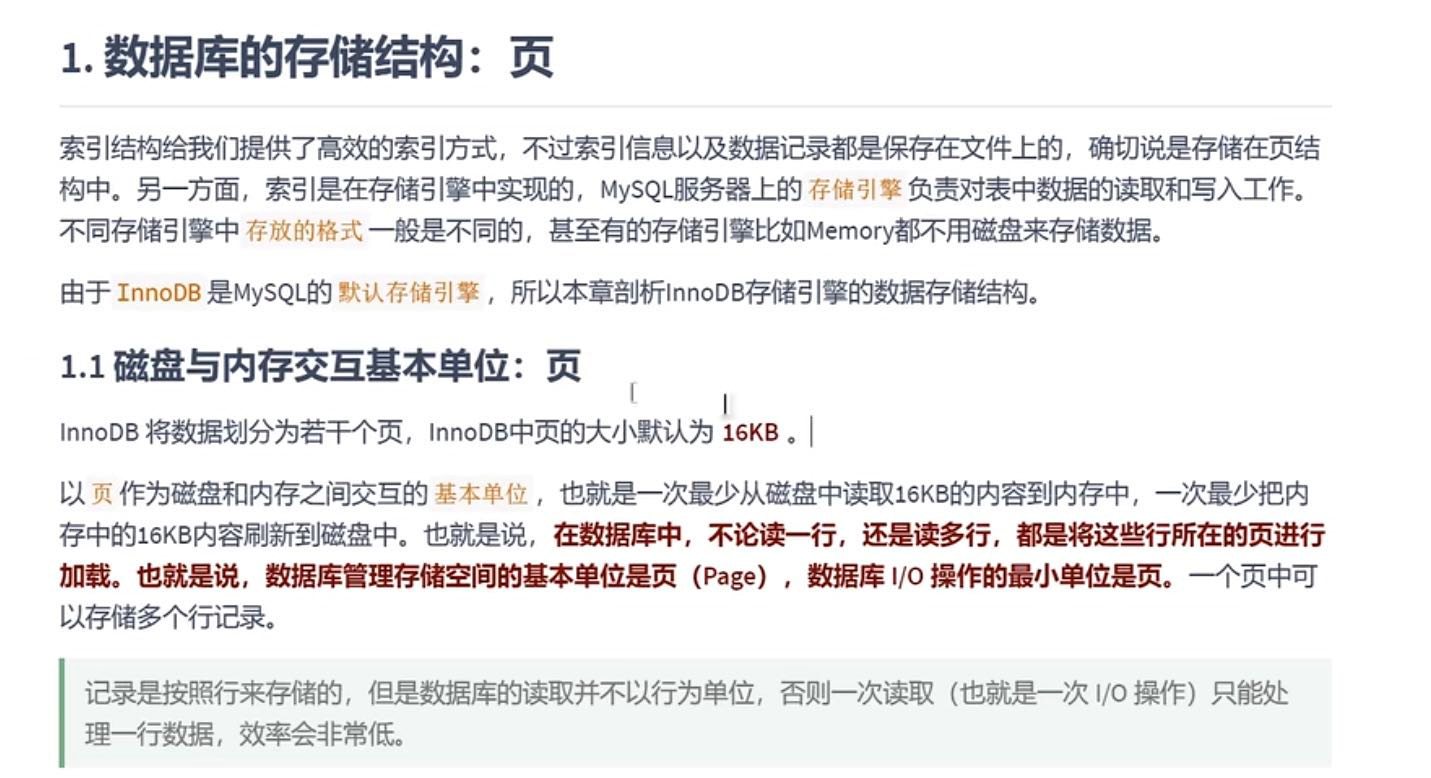 1. 数据库的存储结构：页
索引结构给我们提供了高效的索引方式，不过索引信息以及数据记录都是保存在文件上的，确切说是存储在页结
构中。另一方面，索引是在存储引擎中实现的，MySQL服务器上的 存储引擎 负责对表中数据的读取和写入工作。
不同存储引擎中 存放的格式 一般是不同的，甚至有的存储引擎比如Memory都不用磁盘来存储数据。
由于 InnoDB 是MySQL的 默认存储引擎 ，所以本章剖析InnoDB存储引擎的数据存储结构。
1.1 磁盘与内存交互基本单位：页
InnoDB 将数据划分为若干个页，InnoDB中页的大小默认为 16KB 。
以 页 作为磁盘和内存之间交互的 基本单位 ，也就是一次最少从磁盘中读取16KB的内容到内存中，一次最少把内
存中的16KB内容刷新到磁盘中。也就是说，在数据库中，不论读一行，还是读多行，都是将这些行所在的页进行
加载。也就是说，数据库管理存储空间的基本单位是页（Page），数据库 I/O 操作的最小单位是页。一个页中可
以存储多个行记录。
记录是按照行来存储的，但是数据库的读取并不以行为单位，否则一次读取（也就是一次 I/O 操作）只能处
理一行数据，效率会非常低。